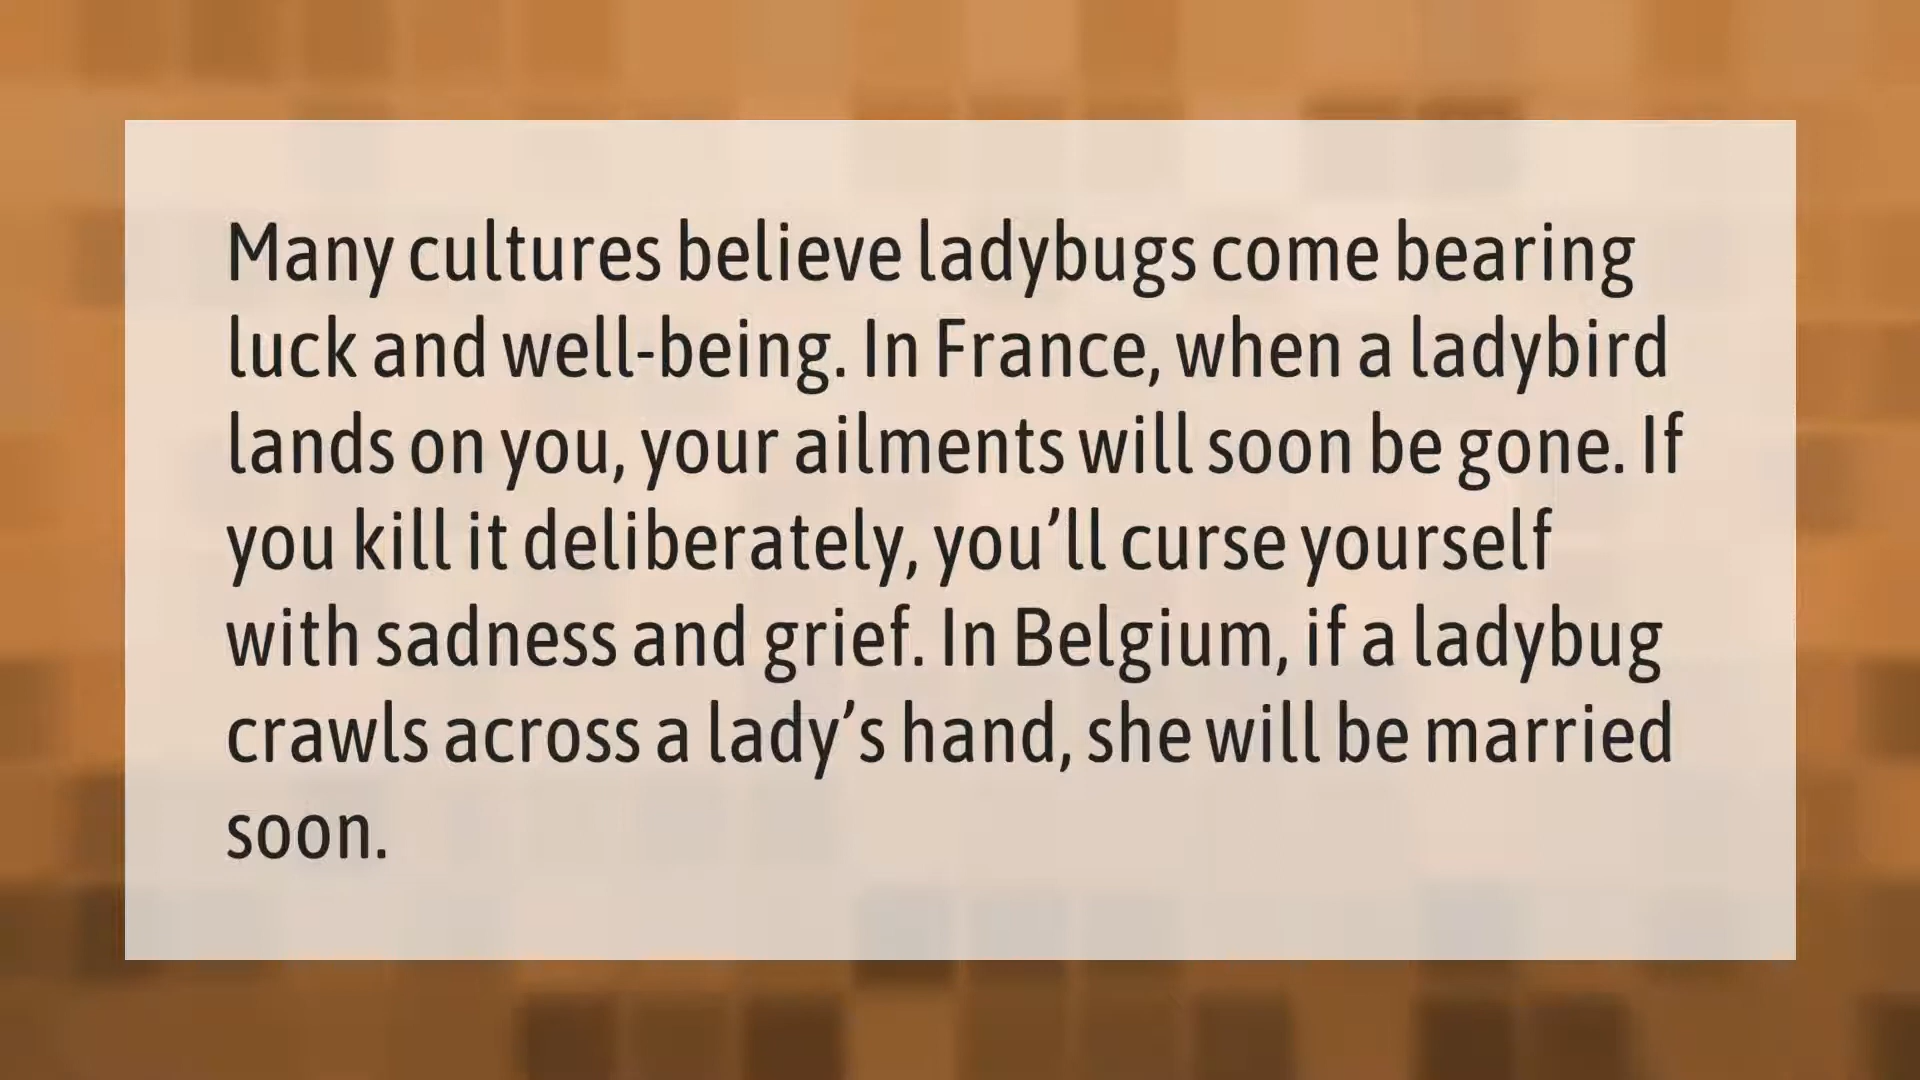 Many cultures believe ladybugs come bearing
luck and well-being. In France, when a ladybird
lands on you, your ailments will soon be gone. If
you kill it deliberately, you’ll curse yourself
with sadness and grief. In Belgium, if a ladybug
crawls across a lady’s hand, she will be married
soon.